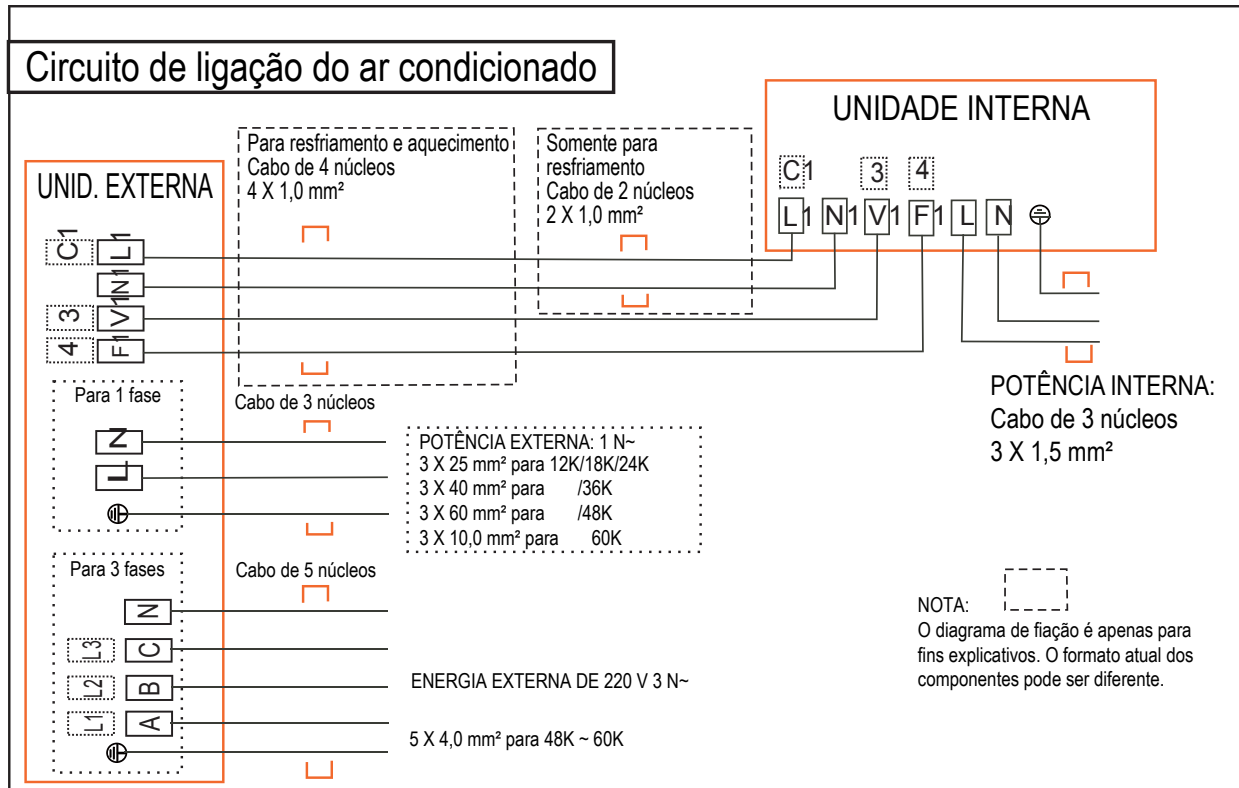 Circuito de ligação do ar condicionado
UNIDADE INTERNA
C1 3 4
L1 N1 V1 F1 L N
Para resfriamento e aquecimento
Cabo de 4 núcleos
4 X 1,0 mm²
Somente para
resfriamento
Cabo de 2 núcleos
2 X 1,0 mm²
UNID. EXTERNA
C1 L1
N1
3 V1
4 F1
POTÊNCIA INTERNA:
Cabo de 3 núcleos
3 X 1,5 mm²
Para 1 fase
N
L
Cabo de 3 núcleos
POTÊNCIA EXTERNA: 1 N~
3 X 25 mm² para 12K/18K/24K
3 X 40 mm² para /36K
3 X 60 mm² para /48K
3 X 10,0 mm² para 60K
Para 3 fases
N
L3 C
L2 B
L1 A
Cabo de 5 núcleos
ENERGIA EXTERNA DE 220 V 3 N~
5 X 4,0 mm² para 48K ~ 60K
NOTA:
O diagrama de fiação é apenas para
fins explicativos. O formato atual dos
componentes pode ser diferente.